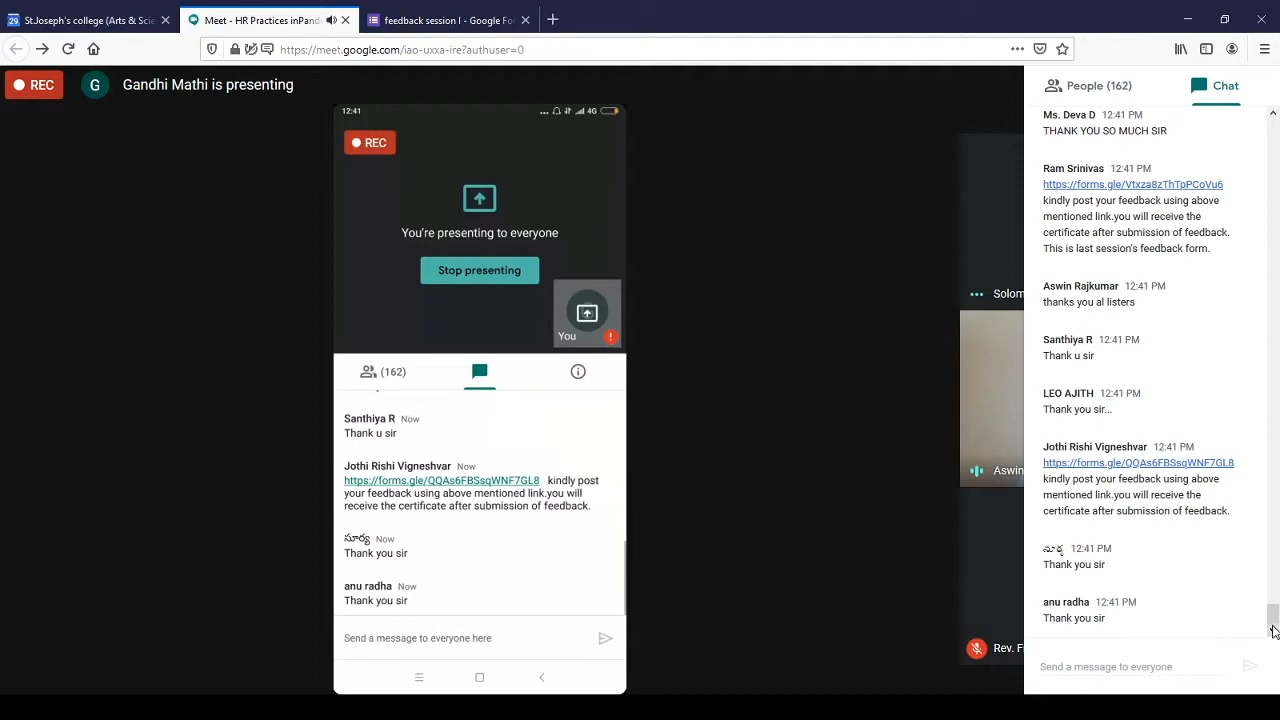 St.Joseph's college (Arts & Scie
Meet - HR Practices inPand
feedback session I - Google Fo
https://meet.google.com/iao-uxxa-ire?authuser=0
REC
G
Gandhi Mathi is presenting
12:41
4G
REC
You're presenting to everyone
Stop presenting
You
(162)
Santhiya R Now
Thank u sir
Jothi Rishi Vigneshvar Now
https://forms.gle/QQAs6FBSsqWNF7GL8 kindly post
your feedback using above mentioned link.you will
receive the certificate after submission of feedback.
సూర్య Now
Thank you sir
anu radha Now
Thank you sir
Send a message to everyone here
Solom
Aswin
Rev. F
People (162)
Chat
Ms. Deva D 12:41 PM
THANK YOU SO MUCH SIR
Ram Srinivas 12:41 PM
https://forms.gle/Vtxza8zThTpPCoVu6
kindly post your feedback using above
mentioned link.you will receive the
certificate after submission of feedback.
This is last session's feedback form.
Aswin Rajkumar 12:41 PM
thanks you al listers
Santhiya R 12:41 PM
Thank u sir
LEO AJITH 12:41 PM
Thank you sir...
Jothi Rishi Vigneshvar 12:41 PM
https://forms.gle/QQAs6FBSsqWNF7GL8
kindly post your feedback using above
mentioned link.you will receive the
certificate after submission of feedback.
సూర్య 12:41 PM
Thank you sir
anu radha 12:41 PM
Thank you sir
Send a message to everyone